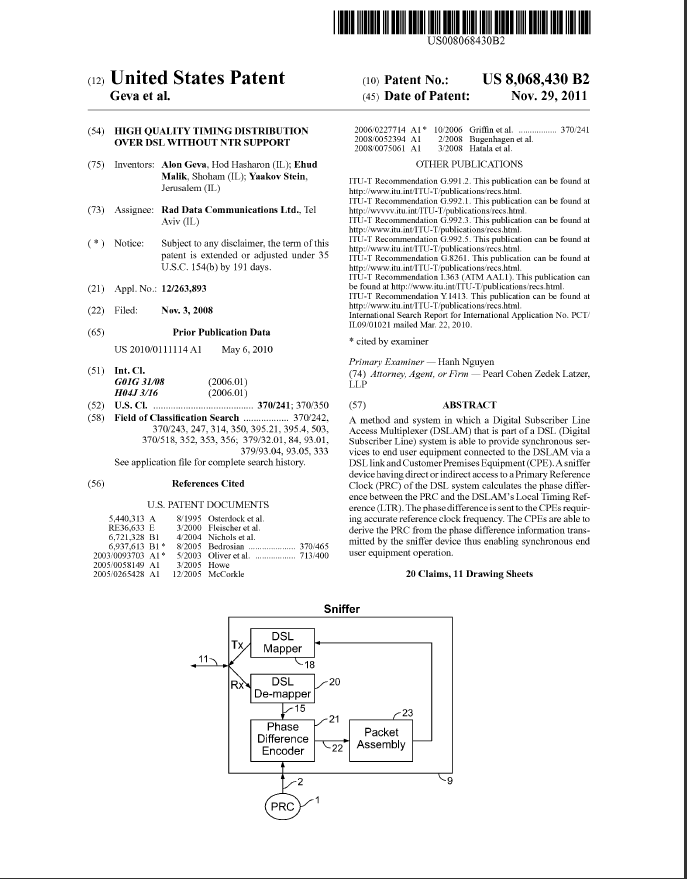 US008068430B2
(12) United States Patent
Geva et al.
(10) Patent No.: US 8,068,430 B2
(45) Date of Patent: Nov. 29, 2011
(54) HIGH QUALITY TIMING DISTRIBUTION
OVER DSL WITHOUT NTR SUPPORT
(75) Inventors: Alon Geva, Hod Hasharon (IL); Ehud
Malik, Shoham (IL); Yaakov Stein,
Jerusalem (IL)
(73) Assignee: Rad Data Communications Ltd., Tel
Aviv (IL)
( * ) Notice: Subject to any disclaimer, the term of this
patent is extended or adjusted under 35
U.S.C. 154(b) by 191 days.
(21) Appl. No.: 12/263,893
(22) Filed: Nov. 3, 2008
(65) Prior Publication Data
US 2010/0111114 A1 May 6, 2010
(51) Int. Cl.
G01G 31/08 (2006.01)
H04J 3/16 (2006.01)
(52) U.S. Cl. ........................................ 370/241; 370/350
(58) Field of Classification Search .................. 370/242,
370/243, 247, 314, 350, 395.21, 395.4, 503,
370/518, 352, 353, 356; 379/32.01, 84, 93.01,
379/93.04, 93.05, 333
See application file for complete search history.
(56) References Cited
U.S. PATENT DOCUMENTS
5,440,313 A 8/1995 Osterdock et al.
RE36,633 E 3/2000 Fleischer et al.
6,721,328 B1 4/2004 Nichols et al.
6,937,613 B1 * 8/2005 Bedrosian ..................... 370/465
2003/0093703 A1 * 5/2003 Oliver et al. .................. 713/400
2005/0058149 A1 3/2005 Howe
2005/0265428 A1 12/2005 McCorkle
2006/0227714 A1 * 10/2006 Griffin et al. ................. 370/241
2008/0052394 A1 2/2008 Bugenhagen et al.
2008/0075061 A1 3/2008 Hatala et al.
OTHER PUBLICATIONS
ITU-T Recommendation G.991.2. This publication can be found at
http://www.itu.int/ITU-T/publications/recs.html.
ITU-T Recommendation G.992.1. This publication can be found at
http://wvvvv.itu.int/ITU-T/publications/recs.html.
ITU-T Recommendation G.992.3. This publication can be found at
http://www.itu.int/ITU-T/publications/recs.html.
ITU-T Recommendation G.992.5. This publication can be found at
http://www.itu.int/ITU-T/publications/recs.html.
ITU-T Recommendation G.8261. This publication can be found at
http://www.itu.int/ITU-T/publications/recs.html.
ITU-T Recommendation I.363 (ATM AAL1). This publication can
be found at http://www.itu.int/ITU-T/publications/recs.html.
ITU-T Recommendation Y.1413. This publication can be found at
http://www.itu.int/ITU-T/publications/recs.html.
International Search Report for International Application No. PCT/
IL09/01021 mailed Mar. 22, 2010.
* cited by examiner
Primary Examiner — Hanh Nguyen
(74) Attorney, Agent, or Firm — Pearl Cohen Zedek Latzer,
LLP
(57) ABSTRACT
A method and system in which a Digital Subscriber Line
Access Multiplexer (DSLAM) that is part of a DSL (Digital
Subscriber Line) system is able to provide synchronous ser-
vices to end user equipment connected to the DSLAM via a
DSL link and Customer Premises Equipment (CPE). A sniffer
device having direct or indirect access to a Primary Reference
Clock (PRC) of the DSL system calculates the phase differ-
ence between the PRC and the DSLAM's Local Timing Ref-
erence (LTR). The phase difference is sent to the CPEs requir-
ing accurate reference clock frequency. The CPEs are able to
derive the PRC from the phase difference information trans-
mitted by the sniffer device thus enabling synchronous end
user equipment operation.
20 Claims, 11 Drawing Sheets
Sniffer
Tx
DSL
Mapper
18
11
Rx
DSL
De-mapper
20
15
21
23
Phase
Difference
Encoder
22
Packet
Assembly
9
2
PRC
1